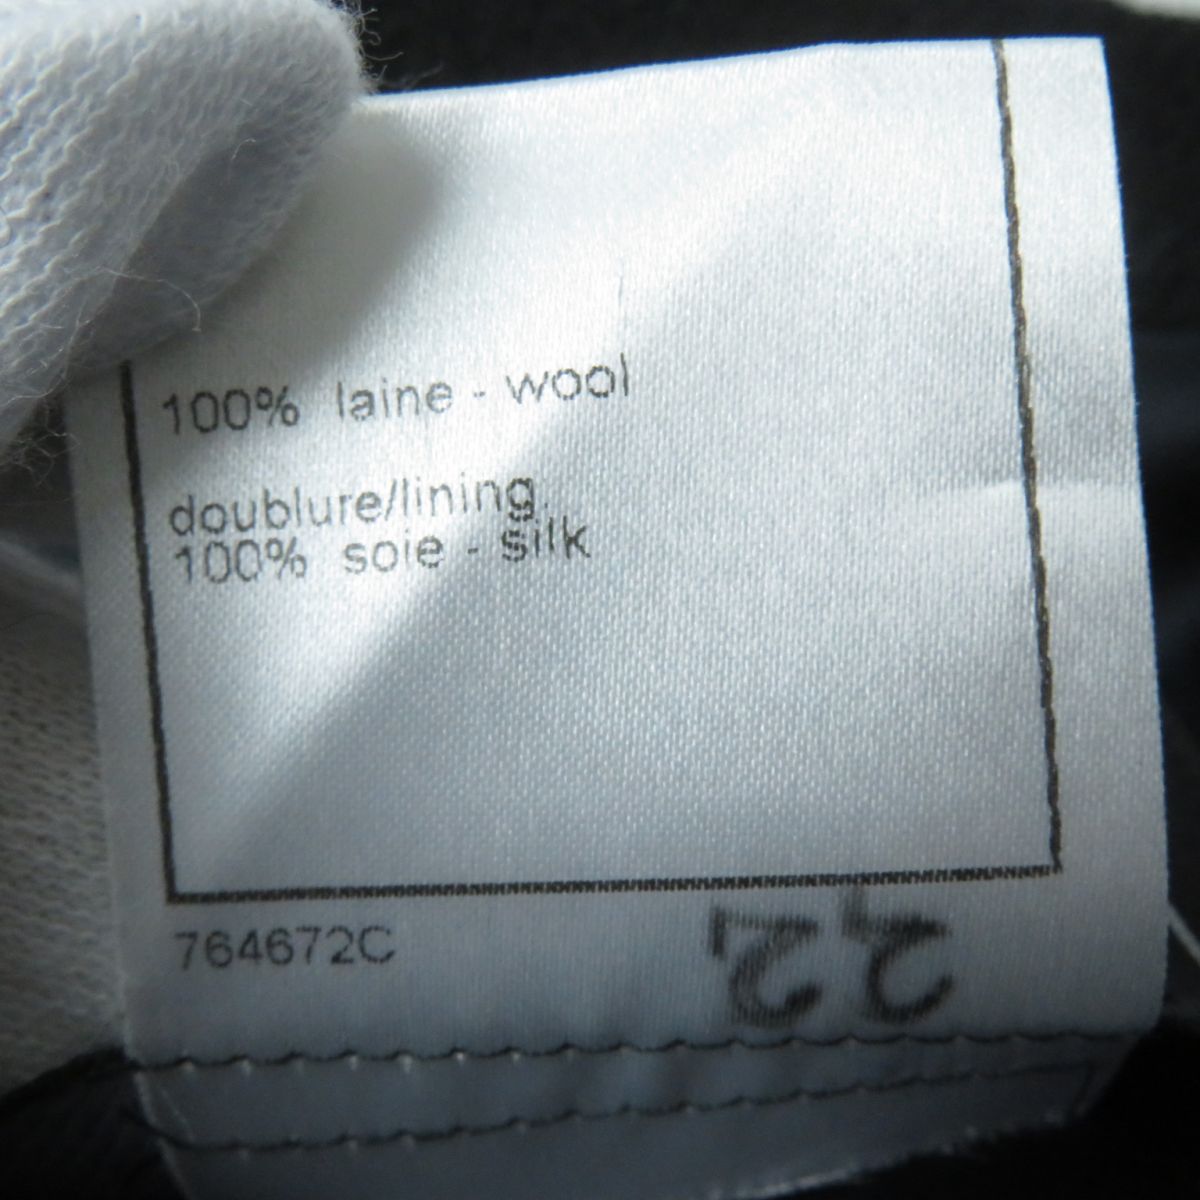 100% laine - wool
doublure/lining
100% soie - silk
764672C
22